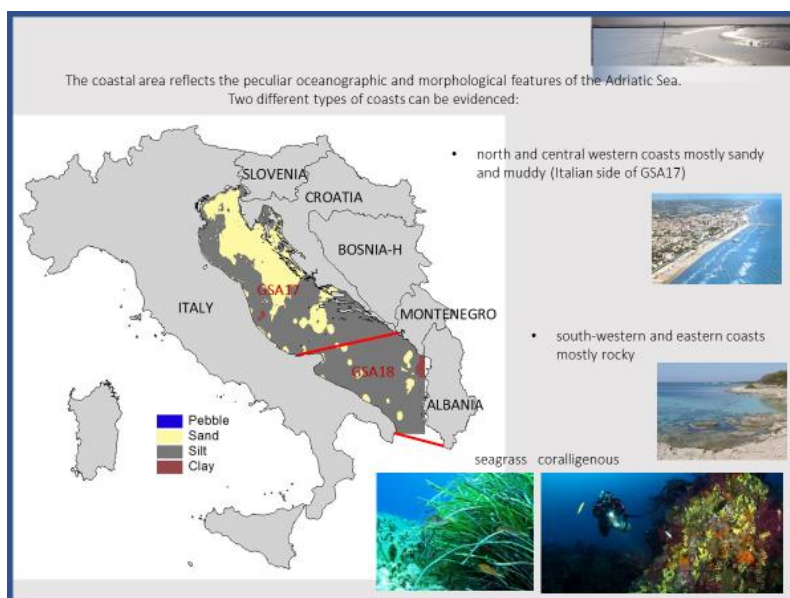 The coastal area reflects the peculiar oceanographic and morphological features of the Adriatic Sea.
Two different types of coasts can be evidenced:
• north and central western coasts mostly sandy
and muddy (Italian side of GSA17)
SLOVENIA
CROATIA
BOSNIA-H
GSA17
ITALY
MONTENEGRO
• south-western and eastern coasts
mostly rocky
GSA18
ALBANIA
Pebble
Sand
Silt
Clay
seagrass coralligenous